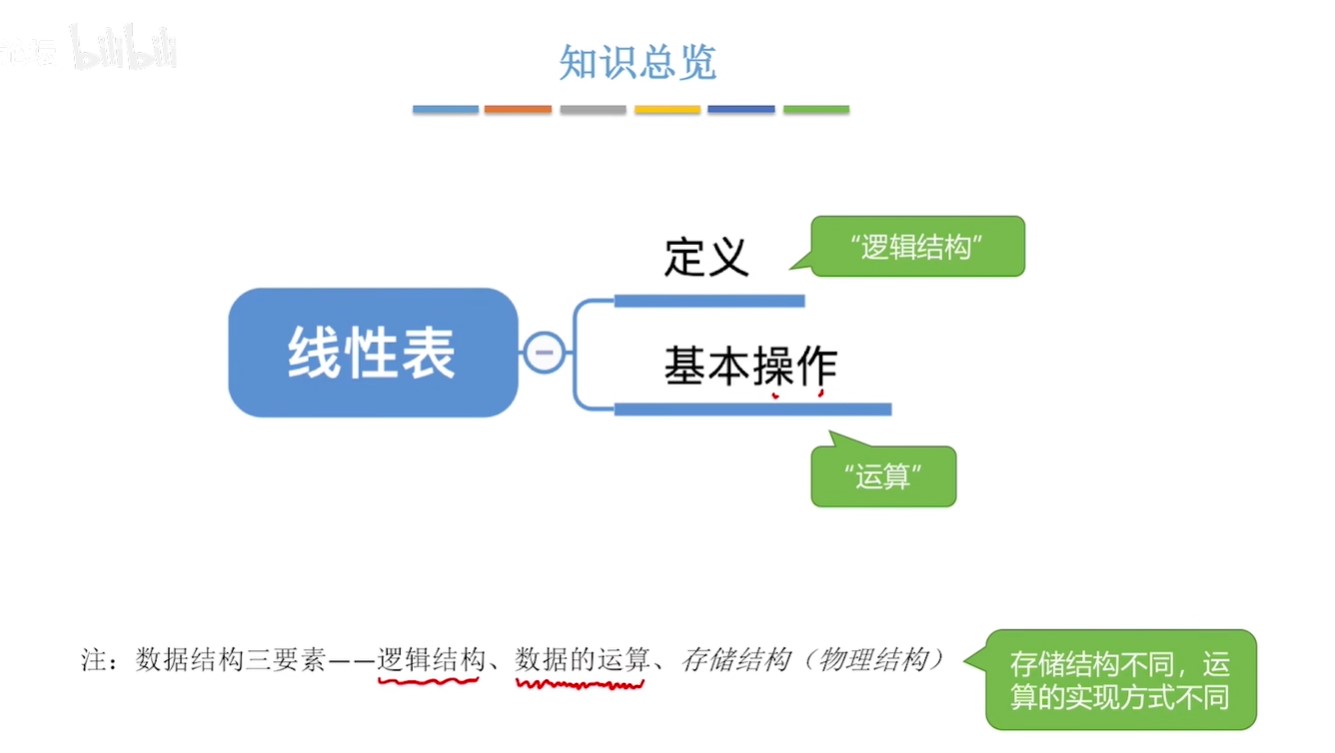 bilibili
知识总览
定义
“逻辑结构”
线性表
基本操作
“运算”
注：数据结构三要素——逻辑结构、数据的运算、存储结构（物理结构）
存储结构不同，运
算的实现方式不同